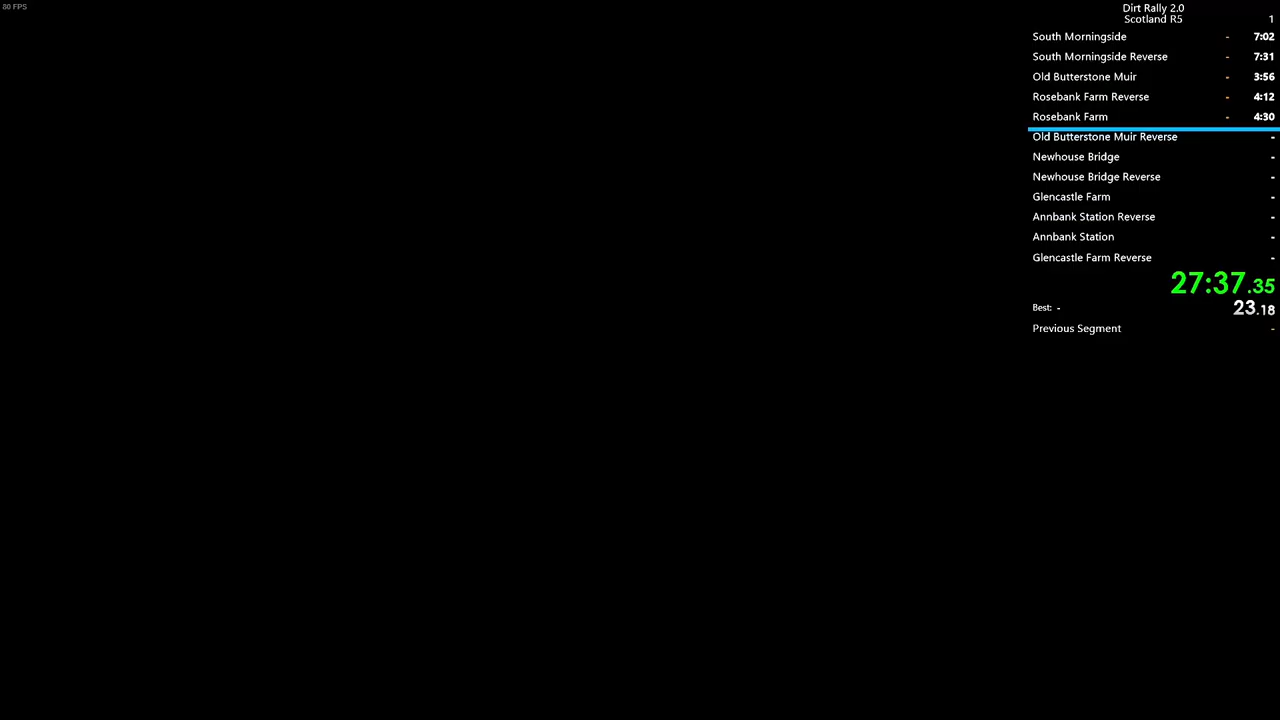 80 FPS
Dirt Rally 2.0
Scotland R5 1
South Morningside - 7:02
South Morningside Reverse - 7:31
Old Butterstone Muir - 3:56
Rosebank Farm Reverse - 4:12
Rosebank Farm - 4:30
Old Butterstone Muir Reverse -
Newhouse Bridge -
Newhouse Bridge Reverse -
Glencastle Farm -
Annbank Station Reverse -
Annbank Station -
Glencastle Farm Reverse -
27:37.35
Best: - 23.18
Previous Segment -